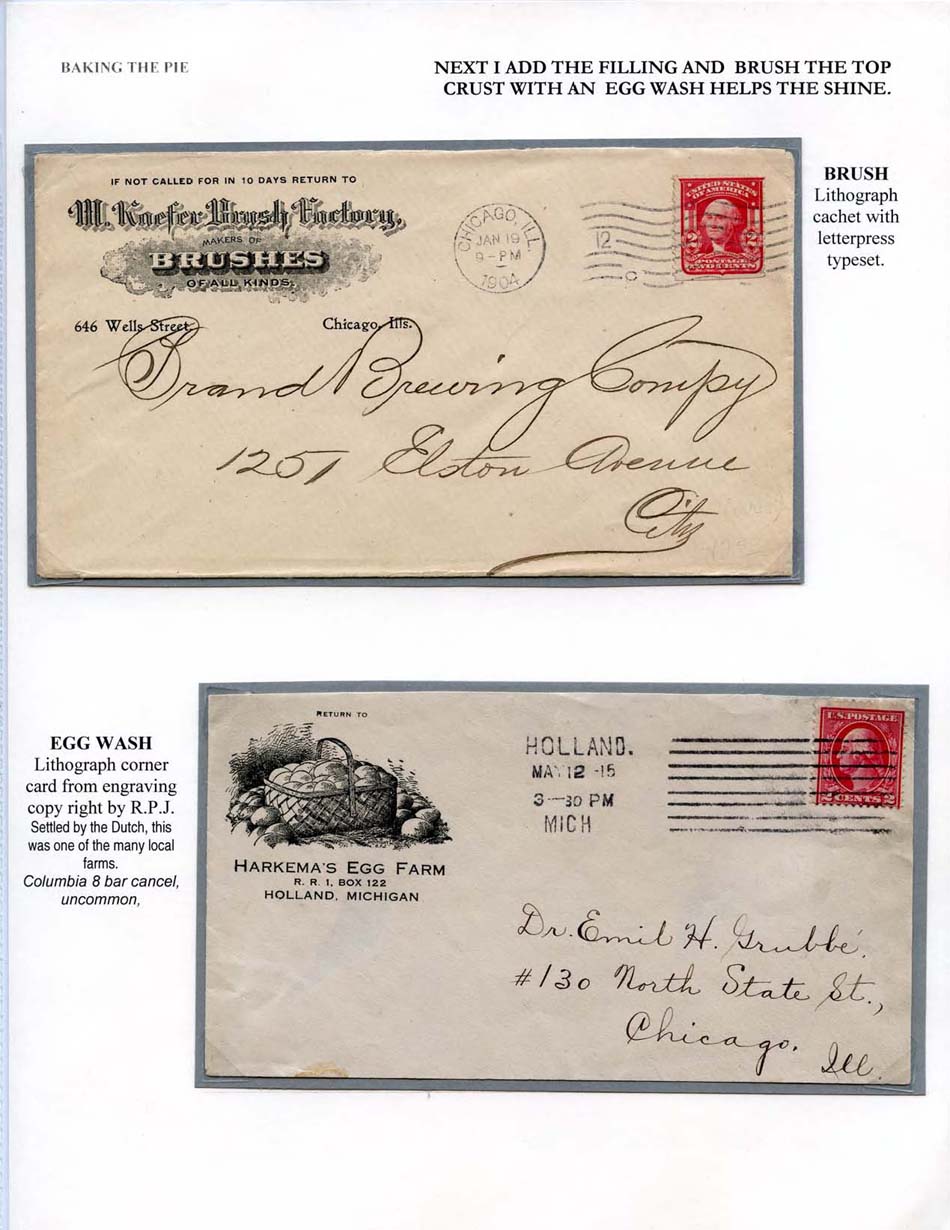 BAKING THE PIE
NEXT I ADD THE FILLING AND BRUSH THE TOP
CRUST WITH AN EGG WASH HELPS THE SHINE.
IF NOT CALLED FOR IN 10 DAYS RETURN TO
M. Kaefer Brush Factory,
MAKERS OF
BRUSHES
OF ALL KINDS.
646 Wells Street,
Chicago, Ills.
CHICAGO, ILL.
JAN 19
9-PM
1904
12
C
UNITED STATES
OF AMERICA
2 2
POSTAGE
TWO CENTS
Grand Brewing Compy
1251 Elston Avenue
City
BRUSH
Lithograph
cachet with
letterpress
typeset.
EGG WASH
Lithograph corner
card from engraving
copy right by R.P.J.
Settled by the Dutch, this
was one of the many local
farms.
Columbia 8 bar cancel,
uncommon,
RETURN TO
HARKEMA'S EGG FARM
R. R. 1, BOX 122
HOLLAND, MICHIGAN
HOLLAND.
MAY 12 -15
3-30 PM
MICH
U.S. POSTAGE
2 CENTS 2
Dr. Emil H. Grubbé.
#130 North State St.,
Chicago.
Ill.